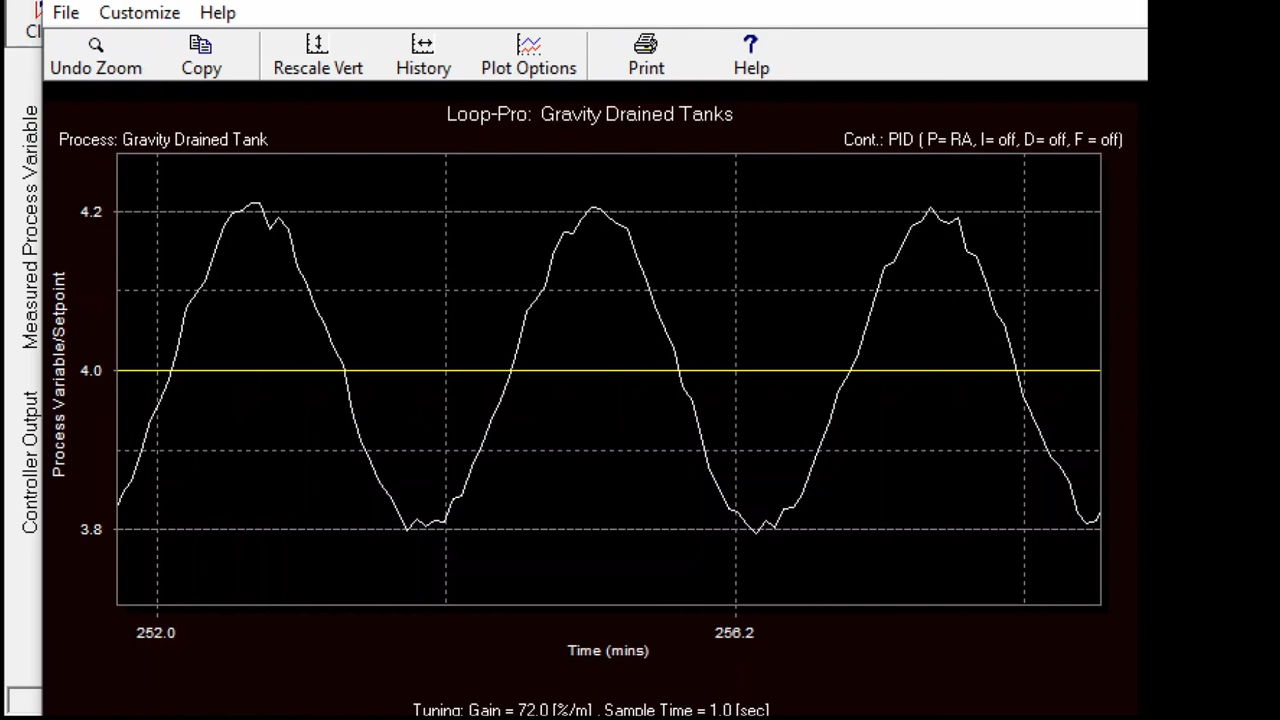 File Customize Help
Cl
Undo Zoom Copy Rescale Vert History Plot Options Print Help
Loop-Pro: Gravity Drained Tanks
Process: Gravity Drained Tank
Cont.: PID ( P= RA, I= off, D= off, F = off)
Measured Process Variable
Controller Output
Process Variable/Setpoint
4.2
4.0
3.8
252.0 256.2
Time (mins)
Tuning: Gain = 72.0 [%/m] , Sample Time = 1.0 [sec]